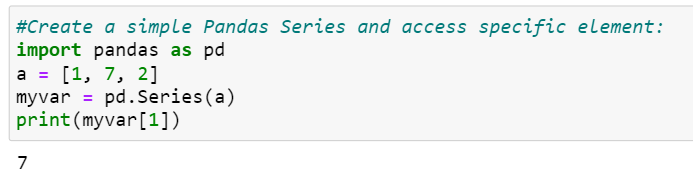 #Create a simple Pandas Series and access specific element:
import pandas as pd
a = [1, 7, 2]
myvar = pd.Series(a)
print(myvar[1])
7